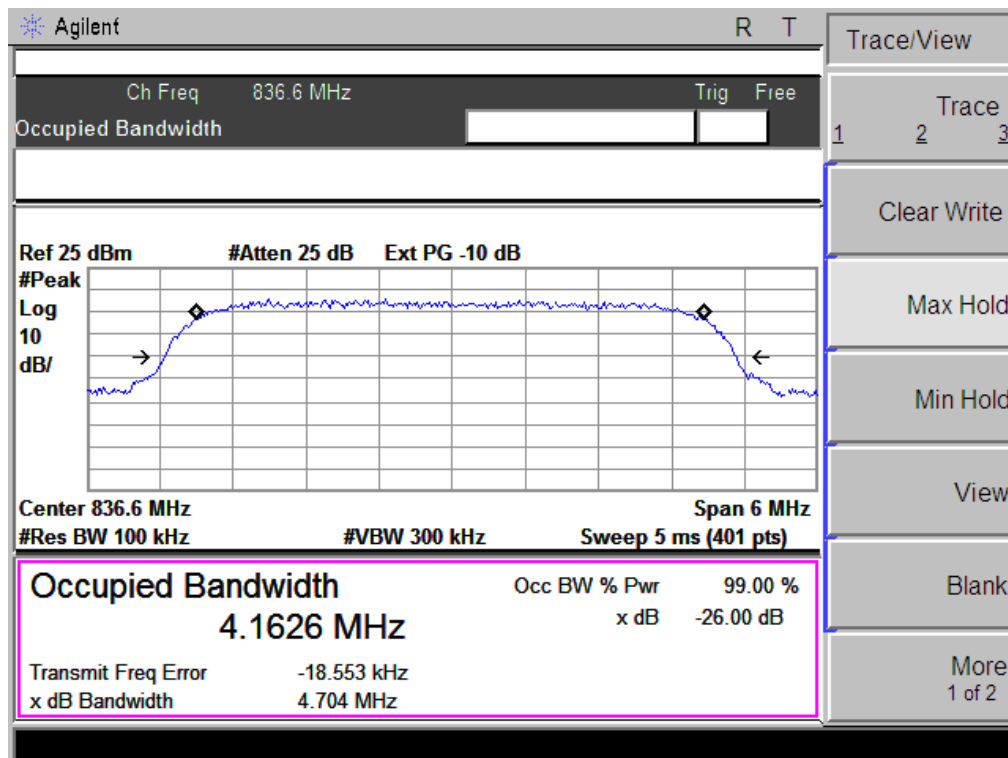 Agilent R T
Ch Freq 836.6 MHz Trig Free
Occupied Bandwidth
Ref 25 dBm #Atten 25 dB Ext PG -10 dB
#Peak
Log
10
dB/
Center 836.6 MHz Span 6 MHz
#Res BW 100 kHz #VBW 300 kHz Sweep 5 ms (401 pts)
Occupied Bandwidth Occ BW % Pwr 99.00 %
4.1626 MHz x dB -26.00 dB
Transmit Freq Error -18.553 kHz
x dB Bandwidth 4.704 MHz
Trace/View
Trace
1 2 3
Clear Write
Max Hold
Min Hold
View
Blank
More
1 of 2